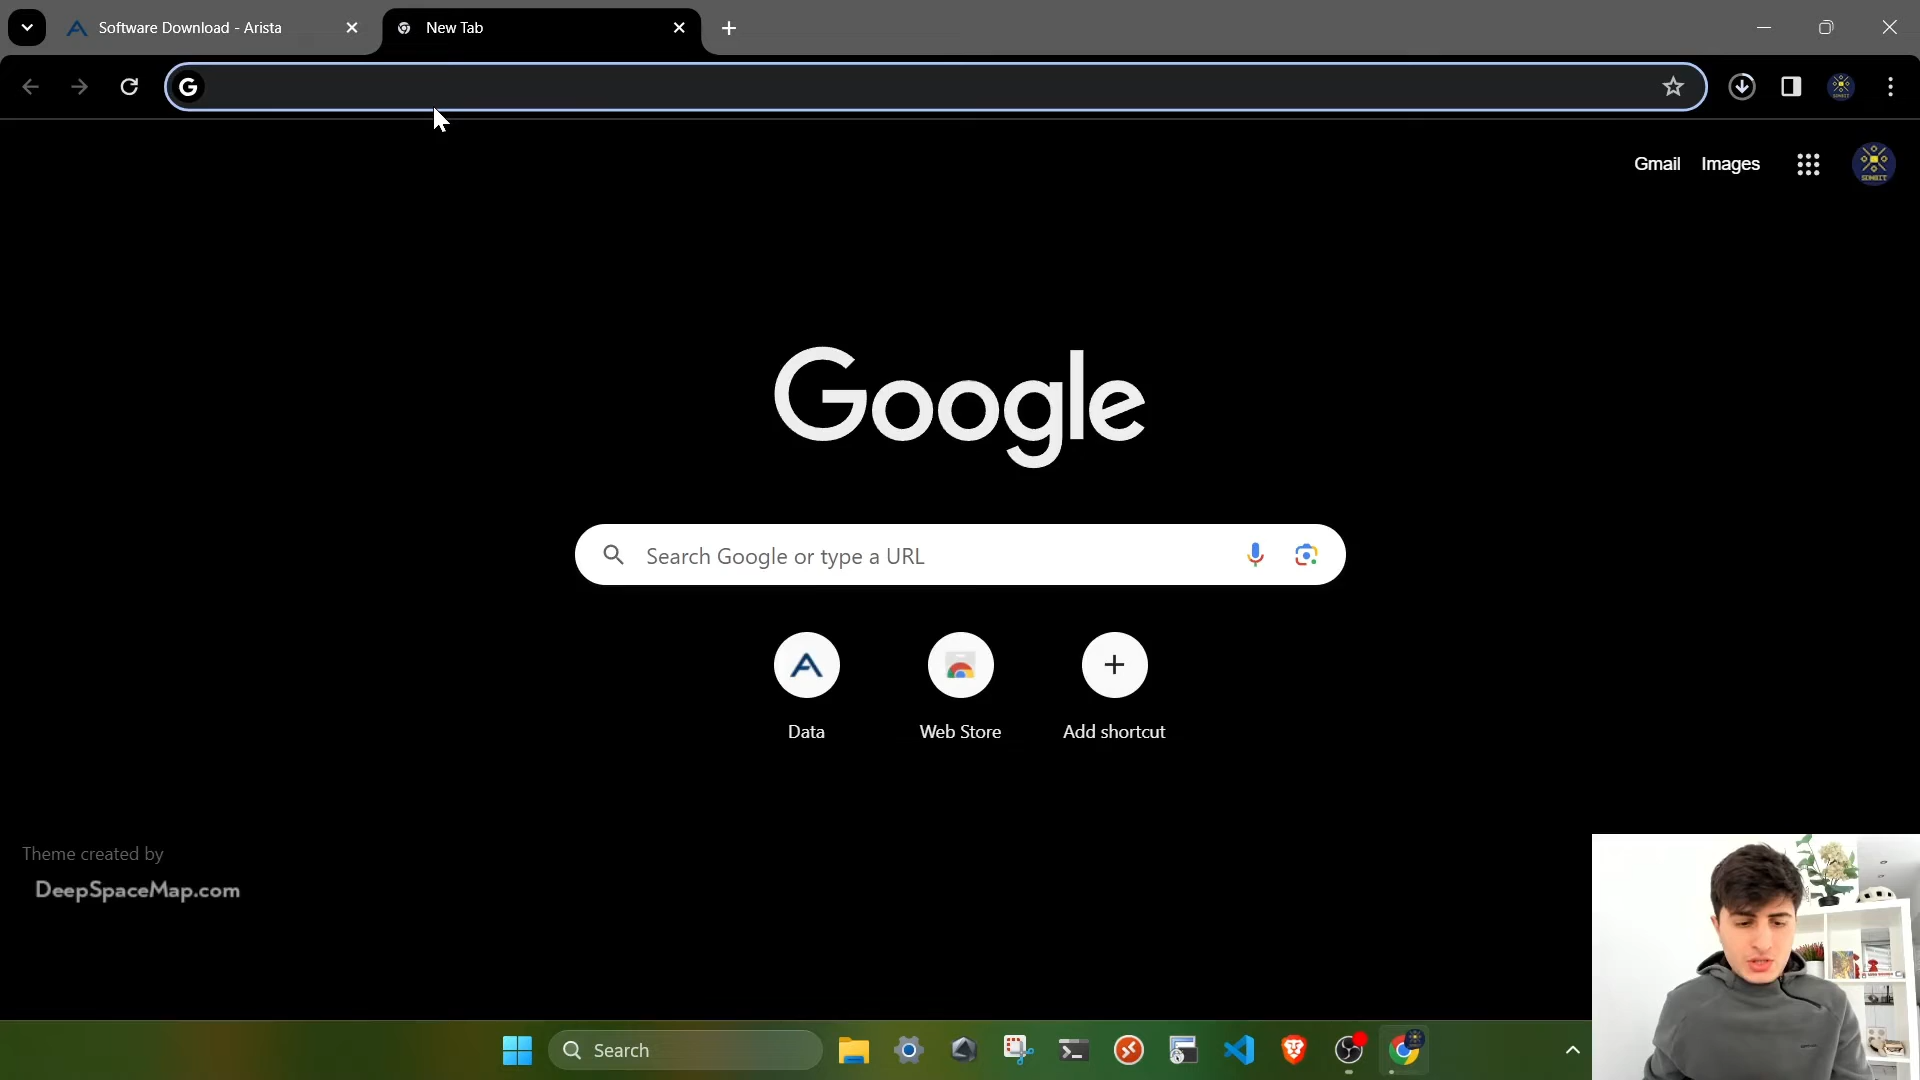 Software Download - Arista
New Tab
Gmail Images
SDMBIT
Google
Search Google or type a URL
Data
Web Store
Add shortcut
Theme created by
DeepSpaceMap.com
Search